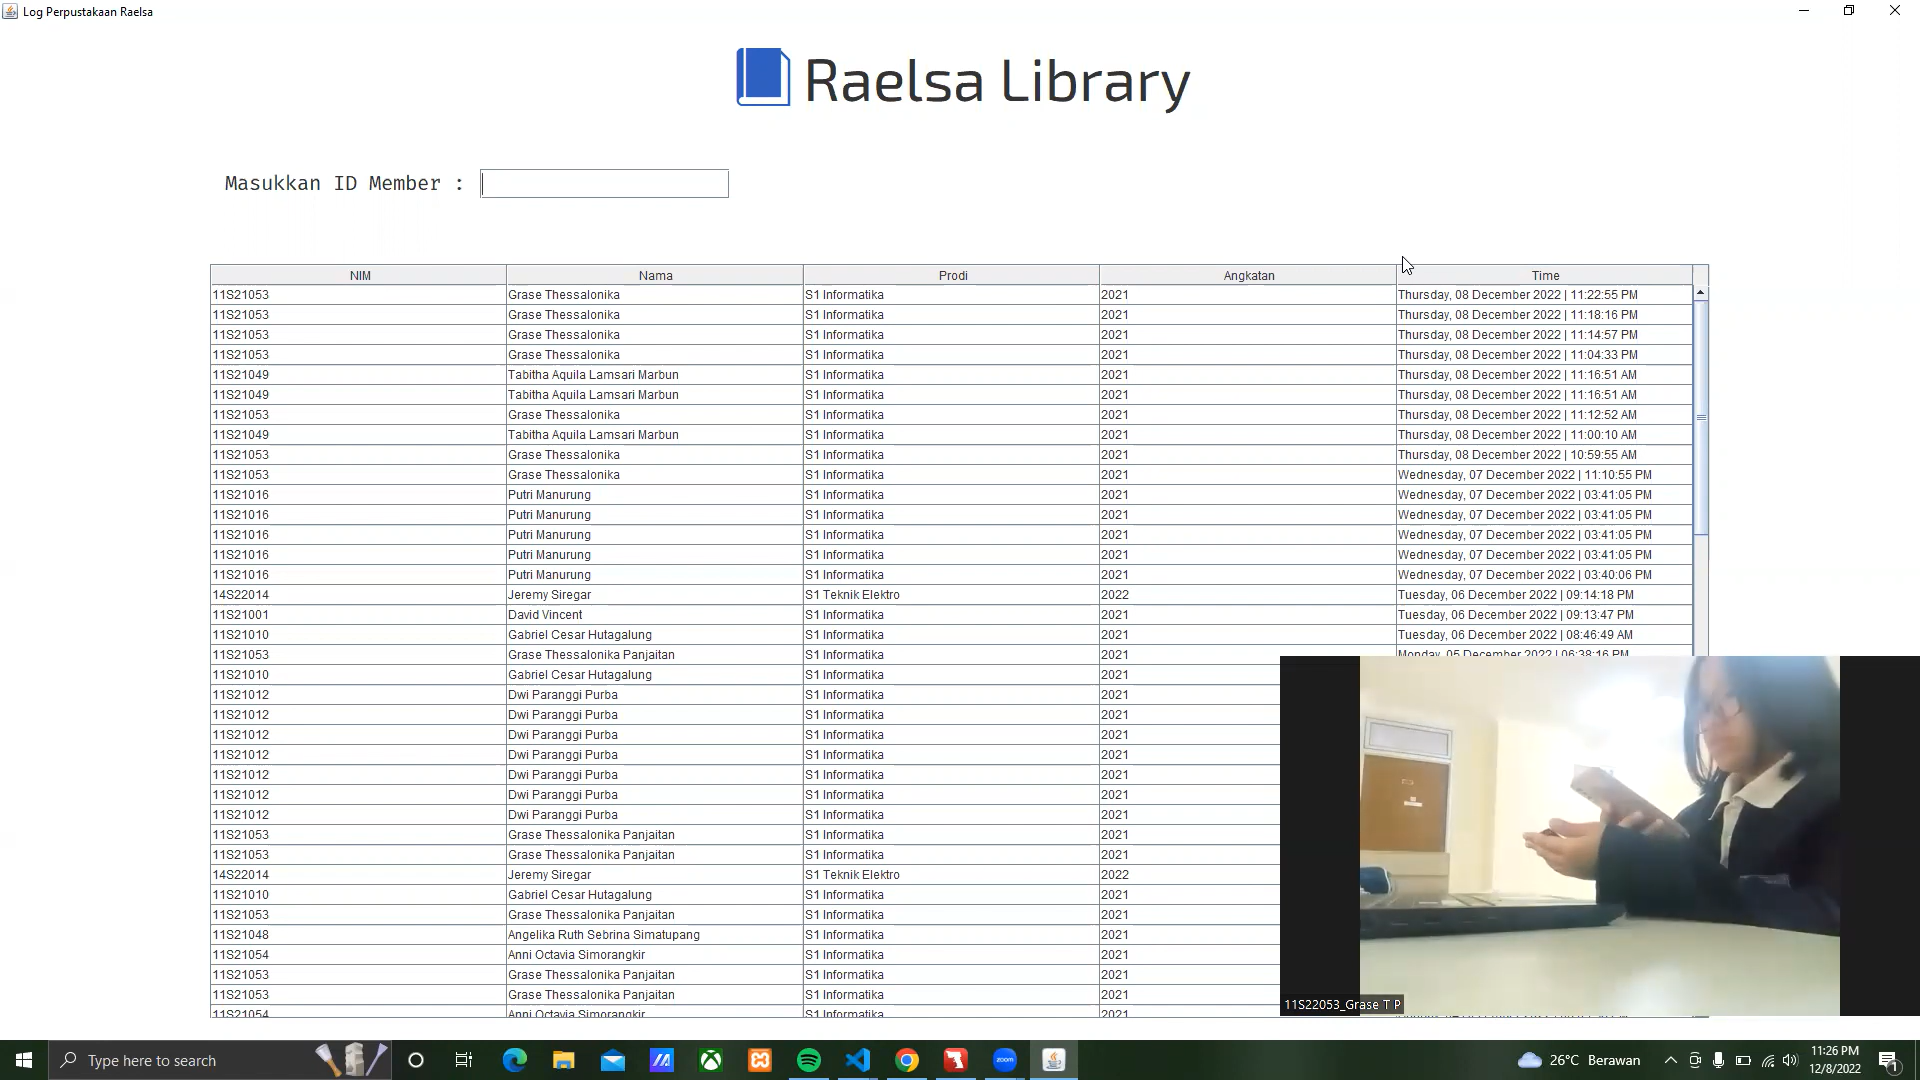 Log Perpustakaan Raelsa
Raelsa Library
Masukkan ID Member :
NIM Nama Prodi Angkatan Time
11S21053 Grase Thessalonika S1 Informatika 2021 Thursday, 08 December 2022 | 11:22:55 PM
11S21053 Grase Thessalonika S1 Informatika 2021 Thursday, 08 December 2022 | 11:18:16 PM
11S21053 Grase Thessalonika S1 Informatika 2021 Thursday, 08 December 2022 | 11:14:57 PM
11S21053 Grase Thessalonika S1 Informatika 2021 Thursday, 08 December 2022 | 11:04:33 PM
11S21049 Tabitha Aquila Lamsari Marbun S1 Informatika 2021 Thursday, 08 December 2022 | 11:16:51 AM
11S21049 Tabitha Aquila Lamsari Marbun S1 Informatika 2021 Thursday, 08 December 2022 | 11:16:51 AM
11S21053 Grase Thessalonika S1 Informatika 2021 Thursday, 08 December 2022 | 11:12:52 AM
11S21049 Tabitha Aquila Lamsari Marbun S1 Informatika 2021 Thursday, 08 December 2022 | 11:00:10 AM
11S21053 Grase Thessalonika S1 Informatika 2021 Thursday, 08 December 2022 | 10:59:55 AM
11S21053 Grase Thessalonika S1 Informatika 2021 Wednesday, 07 December 2022 | 11:10:55 PM
11S21016 Putri Manurung S1 Informatika 2021 Wednesday, 07 December 2022 | 03:41:05 PM
11S21016 Putri Manurung S1 Informatika 2021 Wednesday, 07 December 2022 | 03:41:05 PM
11S21016 Putri Manurung S1 Informatika 2021 Wednesday, 07 December 2022 | 03:41:05 PM
11S21016 Putri Manurung S1 Informatika 2021 Wednesday, 07 December 2022 | 03:41:05 PM
11S21016 Putri Manurung S1 Informatika 2021 Wednesday, 07 December 2022 | 03:40:06 PM
14S22014 Jeremy Siregar S1 Teknik Elektro 2022 Tuesday, 06 December 2022 | 09:14:18 PM
11S21001 David Vincent S1 Informatika 2021 Tuesday, 06 December 2022 | 09:13:47 PM
11S21010 Gabriel Cesar Hutagalung S1 Informatika 2021 Tuesday, 06 December 2022 | 08:46:49 AM
11S21053 Grase Thessalonika Panjaitan S1 Informatika 2021 Monday, 05 December 2022 | 06:38:16 PM
11S21010 Gabriel Cesar Hutagalung S1 Informatika 2021
11S21012 Dwi Paranggi Purba S1 Informatika 2021
11S21012 Dwi Paranggi Purba S1 Informatika 2021
11S21012 Dwi Paranggi Purba S1 Informatika 2021
11S21012 Dwi Paranggi Purba S1 Informatika 2021
11S21012 Dwi Paranggi Purba S1 Informatika 2021
11S21012 Dwi Paranggi Purba S1 Informatika 2021
11S21012 Dwi Paranggi Purba S1 Informatika 2021
11S21053 Grase Thessalonika Panjaitan S1 Informatika 2021
11S21053 Grase Thessalonika Panjaitan S1 Informatika 2021
14S22014 Jeremy Siregar S1 Teknik Elektro 2022
11S21010 Gabriel Cesar Hutagalung S1 Informatika 2021
11S21053 Grase Thessalonika Panjaitan S1 Informatika 2021
11S21048 Angelika Ruth Sebrina Simatupang S1 Informatika 2021
11S21054 Anni Octavia Simorangkir S1 Informatika 2021
11S21053 Grase Thessalonika Panjaitan S1 Informatika 2021
11S21053 Grase Thessalonika Panjaitan S1 Informatika 2021
11S21054 Anni Octavia Simorangkir S1 Informatika 2021
11S22053_Grase T P
Type here to search
zoom
26°C Berawan
11:26 PM
12/8/2022
1